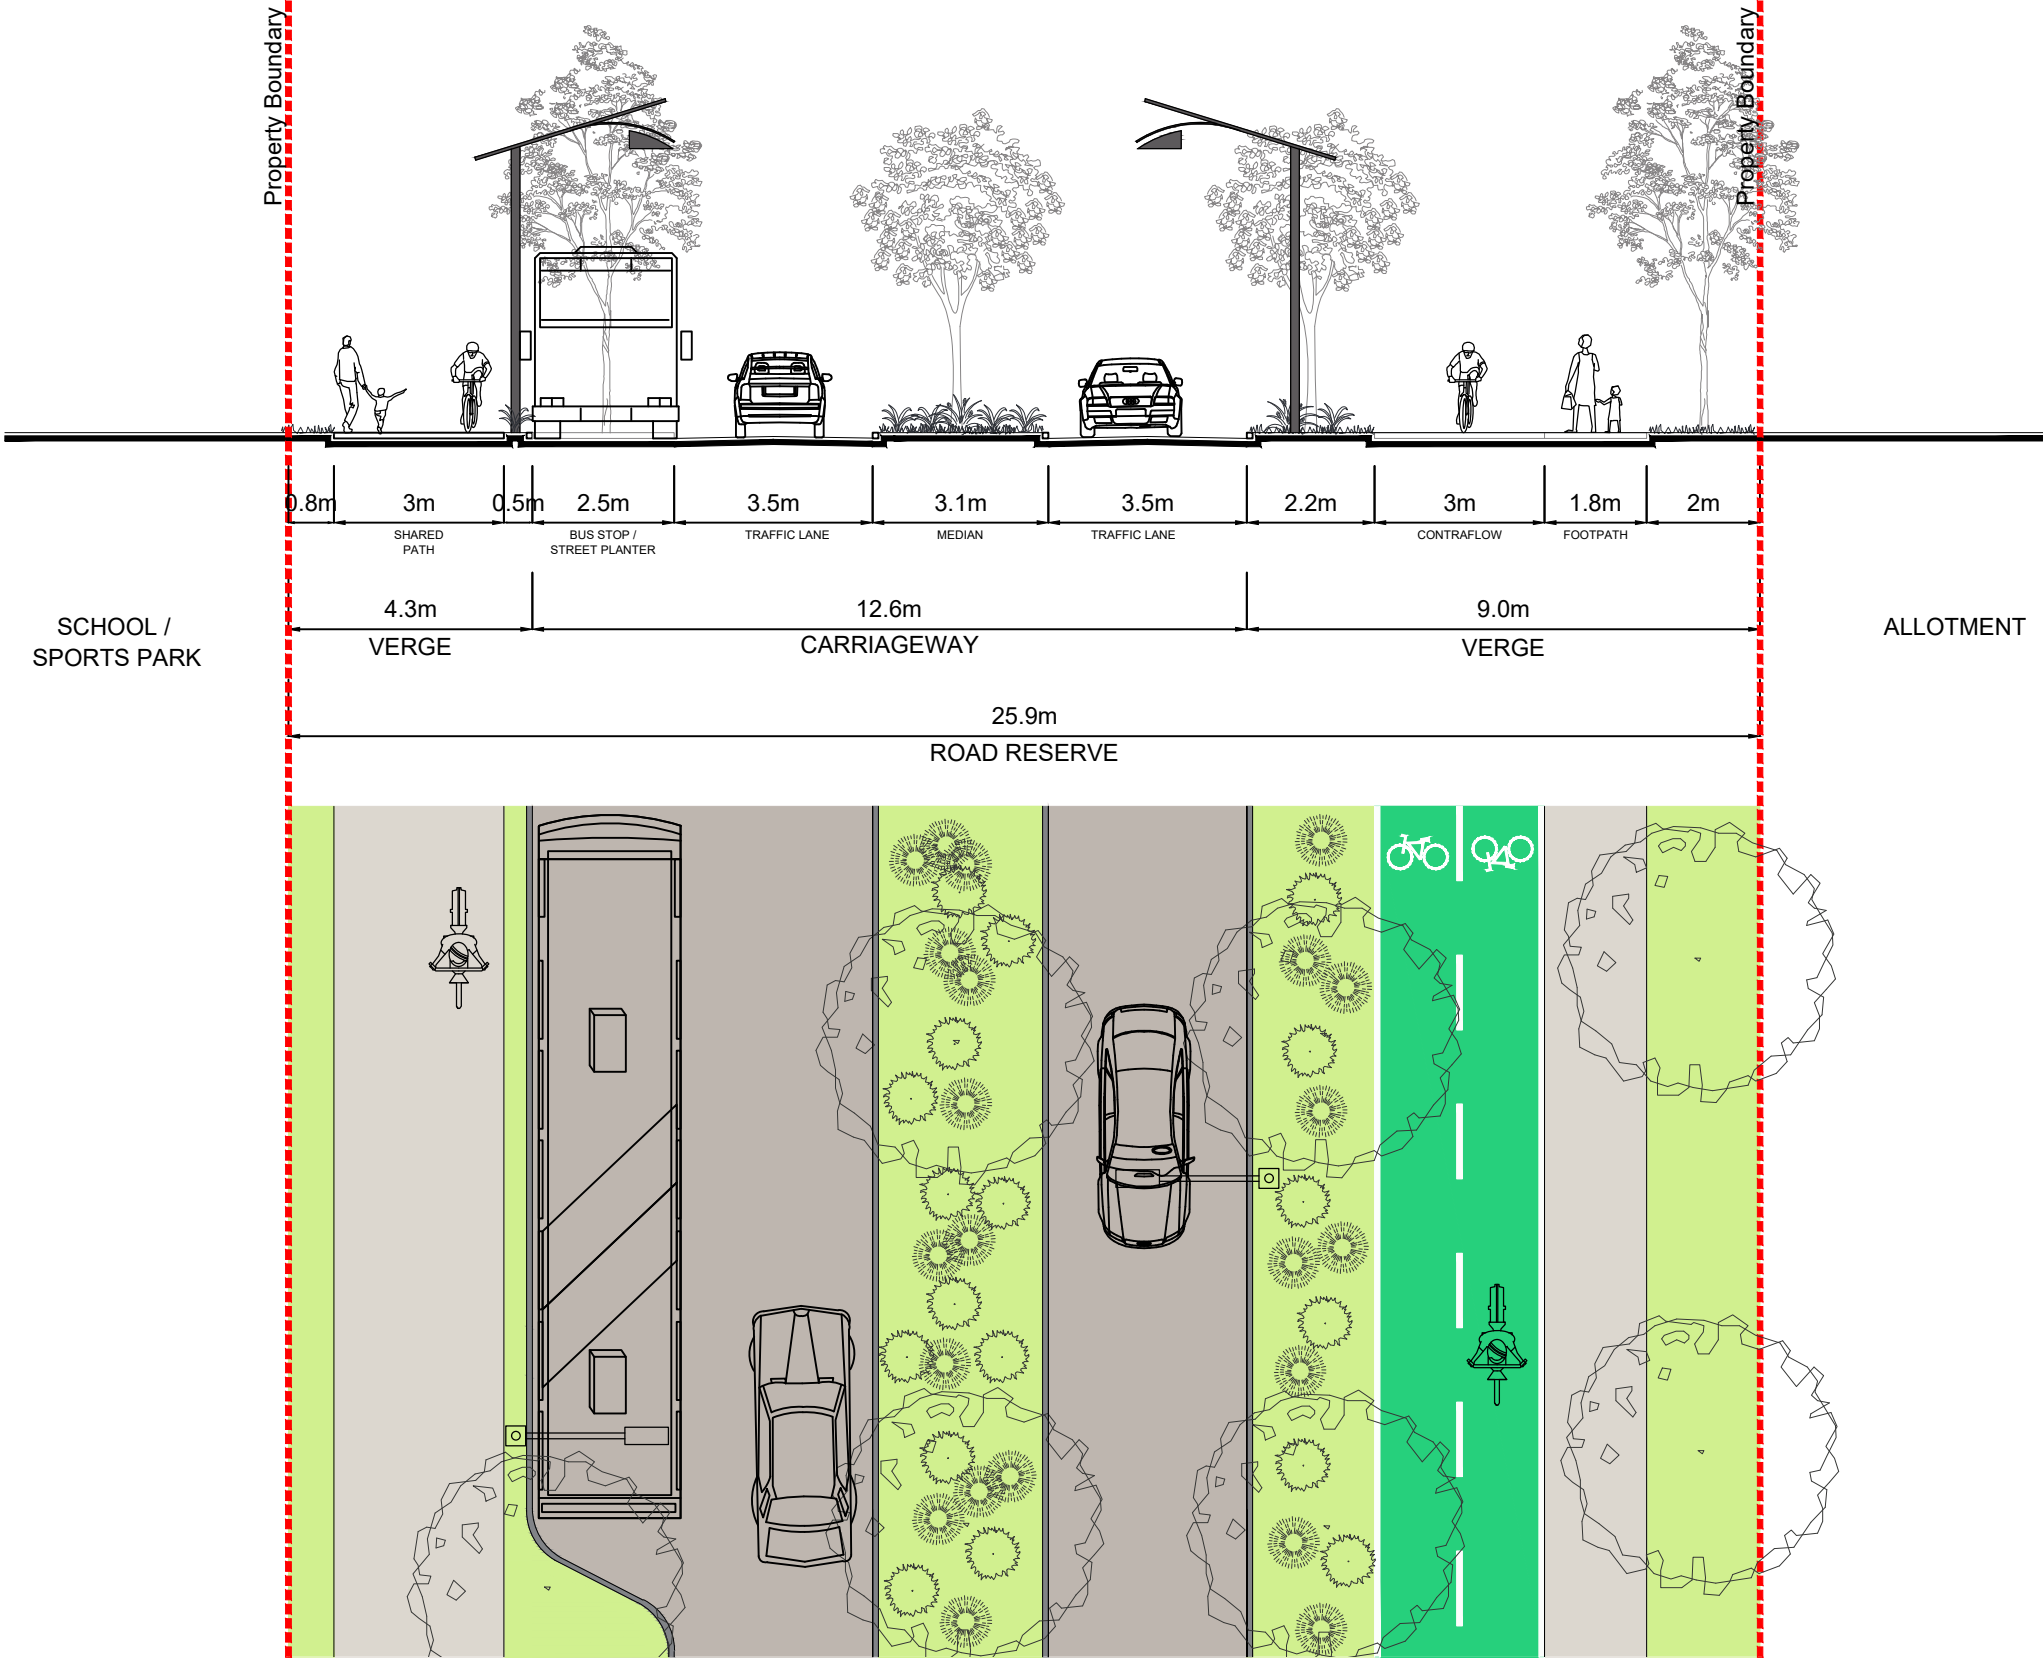 Property Boundary
Property Boundary
0.8m 3m 0.5m 2.5m 3.5m 3.1m 3.5m 2.2m 3m 1.8m 2m
SHARED
PATH
BUS STOP /
STREET PLANTER
TRAFFIC LANE
MEDIAN
TRAFFIC LANE
CONTRAFLOW
FOOTPATH
4.3m
VERGE
12.6m
CARRIAGEWAY
9.0m
VERGE
SCHOOL /
SPORTS PARK
ALLOTMENT
25.9m
ROAD RESERVE